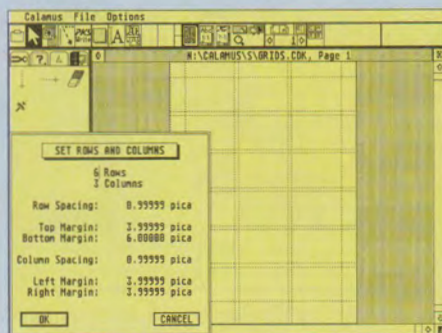 Calamus File Options
N:\CALAMUS\S\GRIDS.CDK, Page 1
SET ROWS AND COLUMNS
6 Rows
3 Columns
Row Spacing: 0.99999 pica
Top Margin: 3.99999 pica
Bottom Margin: 6.00000 pica
Column Spacing: 0.99999 pica
Left Margin: 3.99999 pica
Right Margin: 3.99999 pica
OK CANCEL